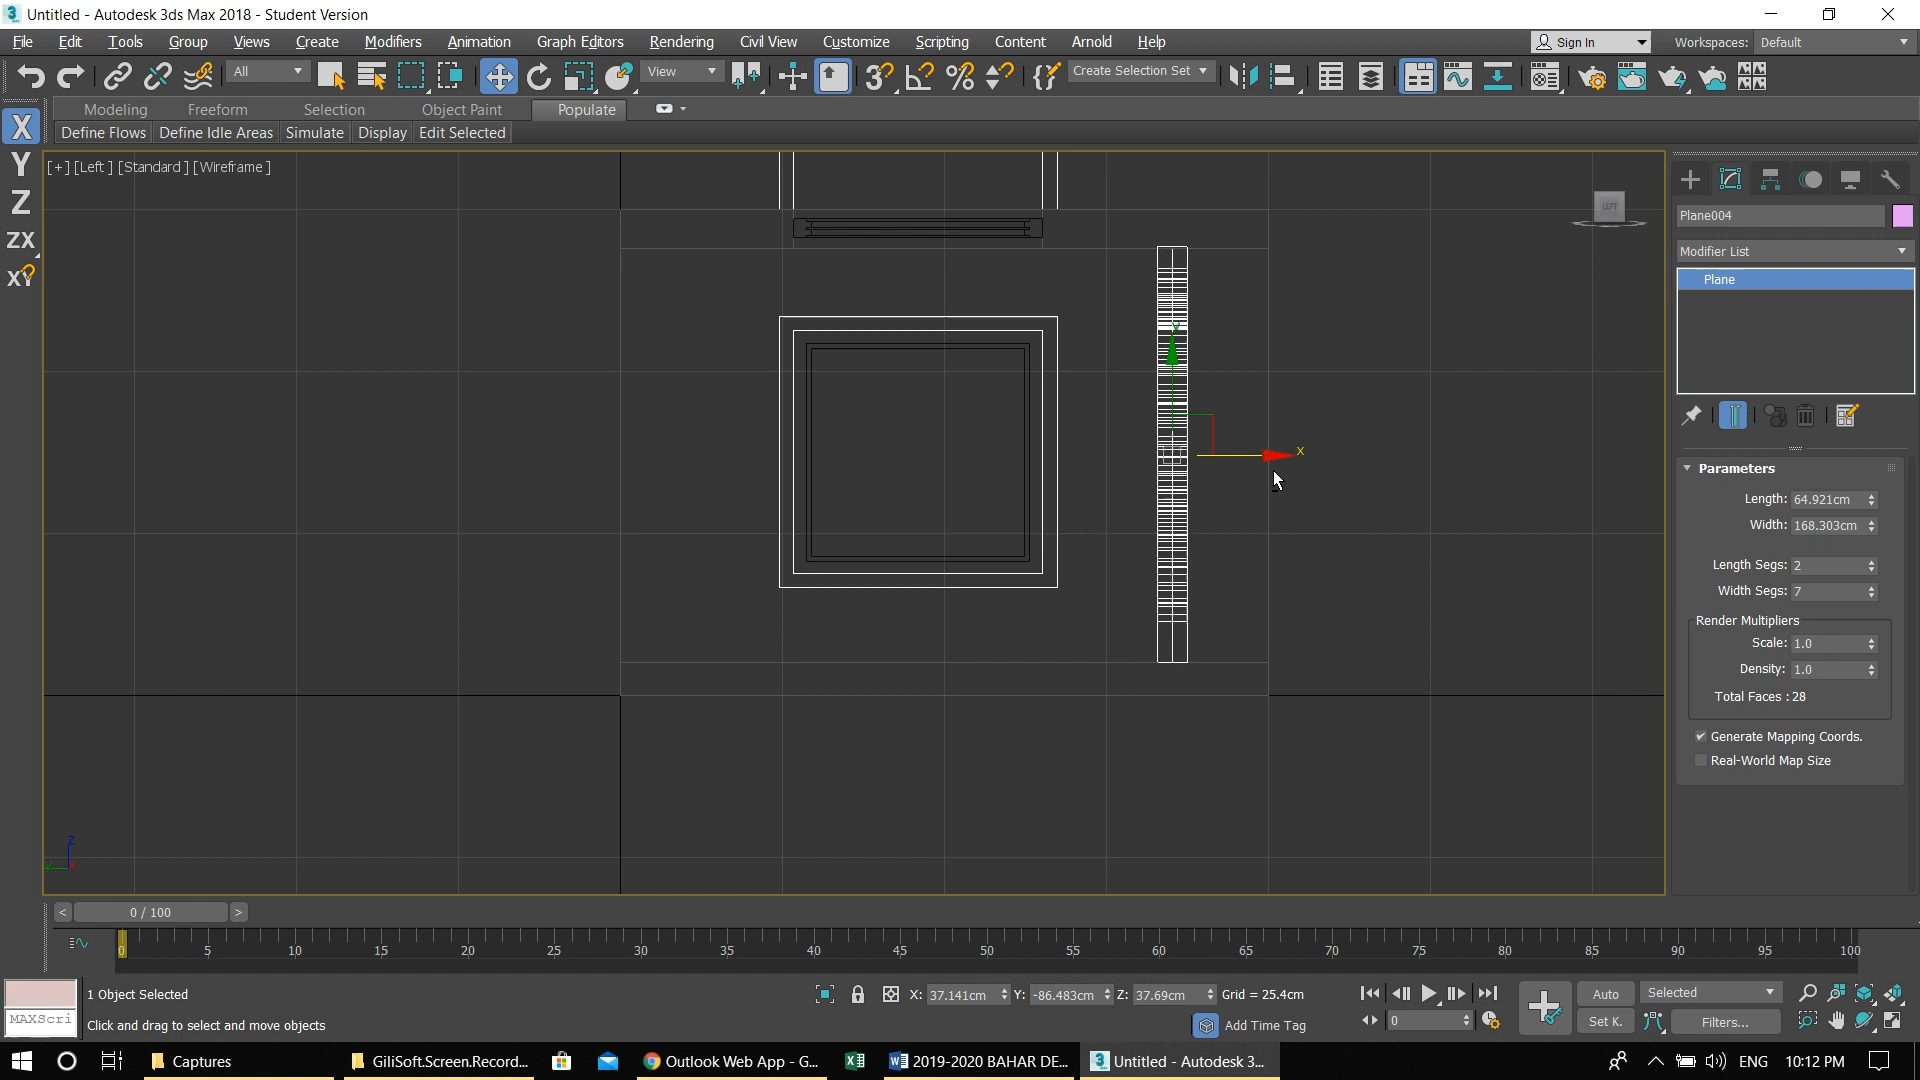 Untitled - Autodesk 3ds Max 2018 - Student Version
File Edit Tools Group Views Create Modifiers Animation Graph Editors Rendering Civil View Customize Scripting Content Arnold Help Sign In Workspaces: Default
All View Create Selection Set
Modeling Freeform Selection Object Paint Populate
Define Flows Define Idle Areas Simulate Display Edit Selected
X
Y
Z
ZX
XY
[+] [Left ] [Standard ] [Wireframe ]
LEFT
Plane004
Modifier List
Plane
Parameters
Length: 64.921cm
Width: 168.303cm
Length Segs: 2
Width Segs: 7
Render Multipliers
Scale: 1.0
Density: 1.0
Total Faces : 28
Generate Mapping Coords.
Real-World Map Size
y
x
z
y x
< 0 / 100 >
0 5 10 15 20 25 30 35 40 45 50 55 60 65 70 75 80 85 90 95 100
1 Object Selected X: 37.141cm Y: -86.483cm Z: 37.69cm Grid = 25.4cm Auto Selected
MAXScri Click and drag to select and move objects Add Time Tag 0 Set K. Filters...
Captures GiliSoft.Screen.Record... Outlook Web App - G... 2019-2020 BAHAR DE... Untitled - Autodesk 3... ENG 10:12 PM